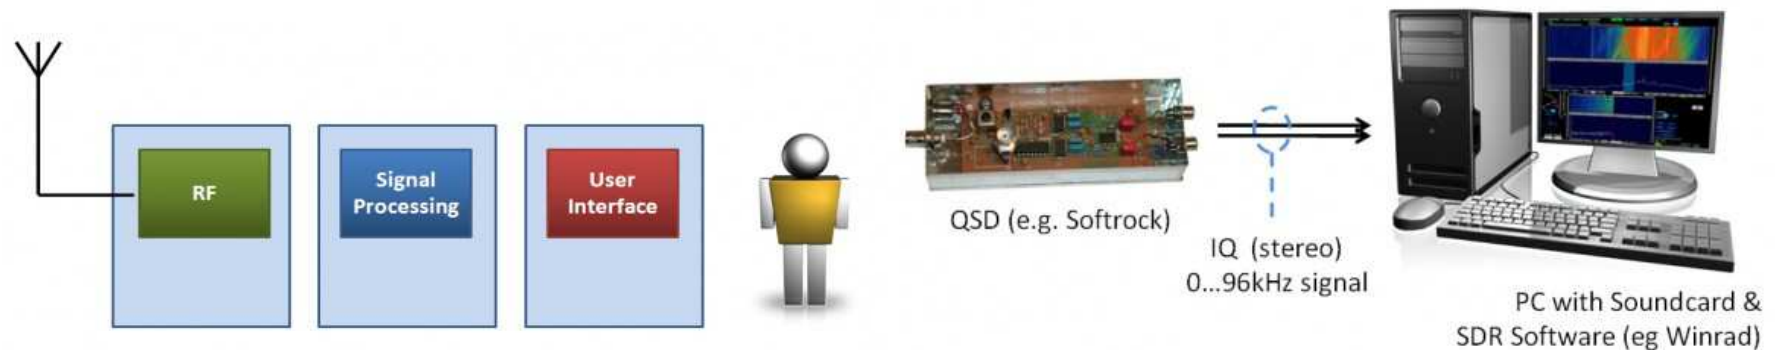 RF
Signal
Processing
User
Interface
QSD (e.g. Softrock)
IQ (stereo)
0...96kHz signal
PC with Soundcard &
SDR Software (eg Winrad)